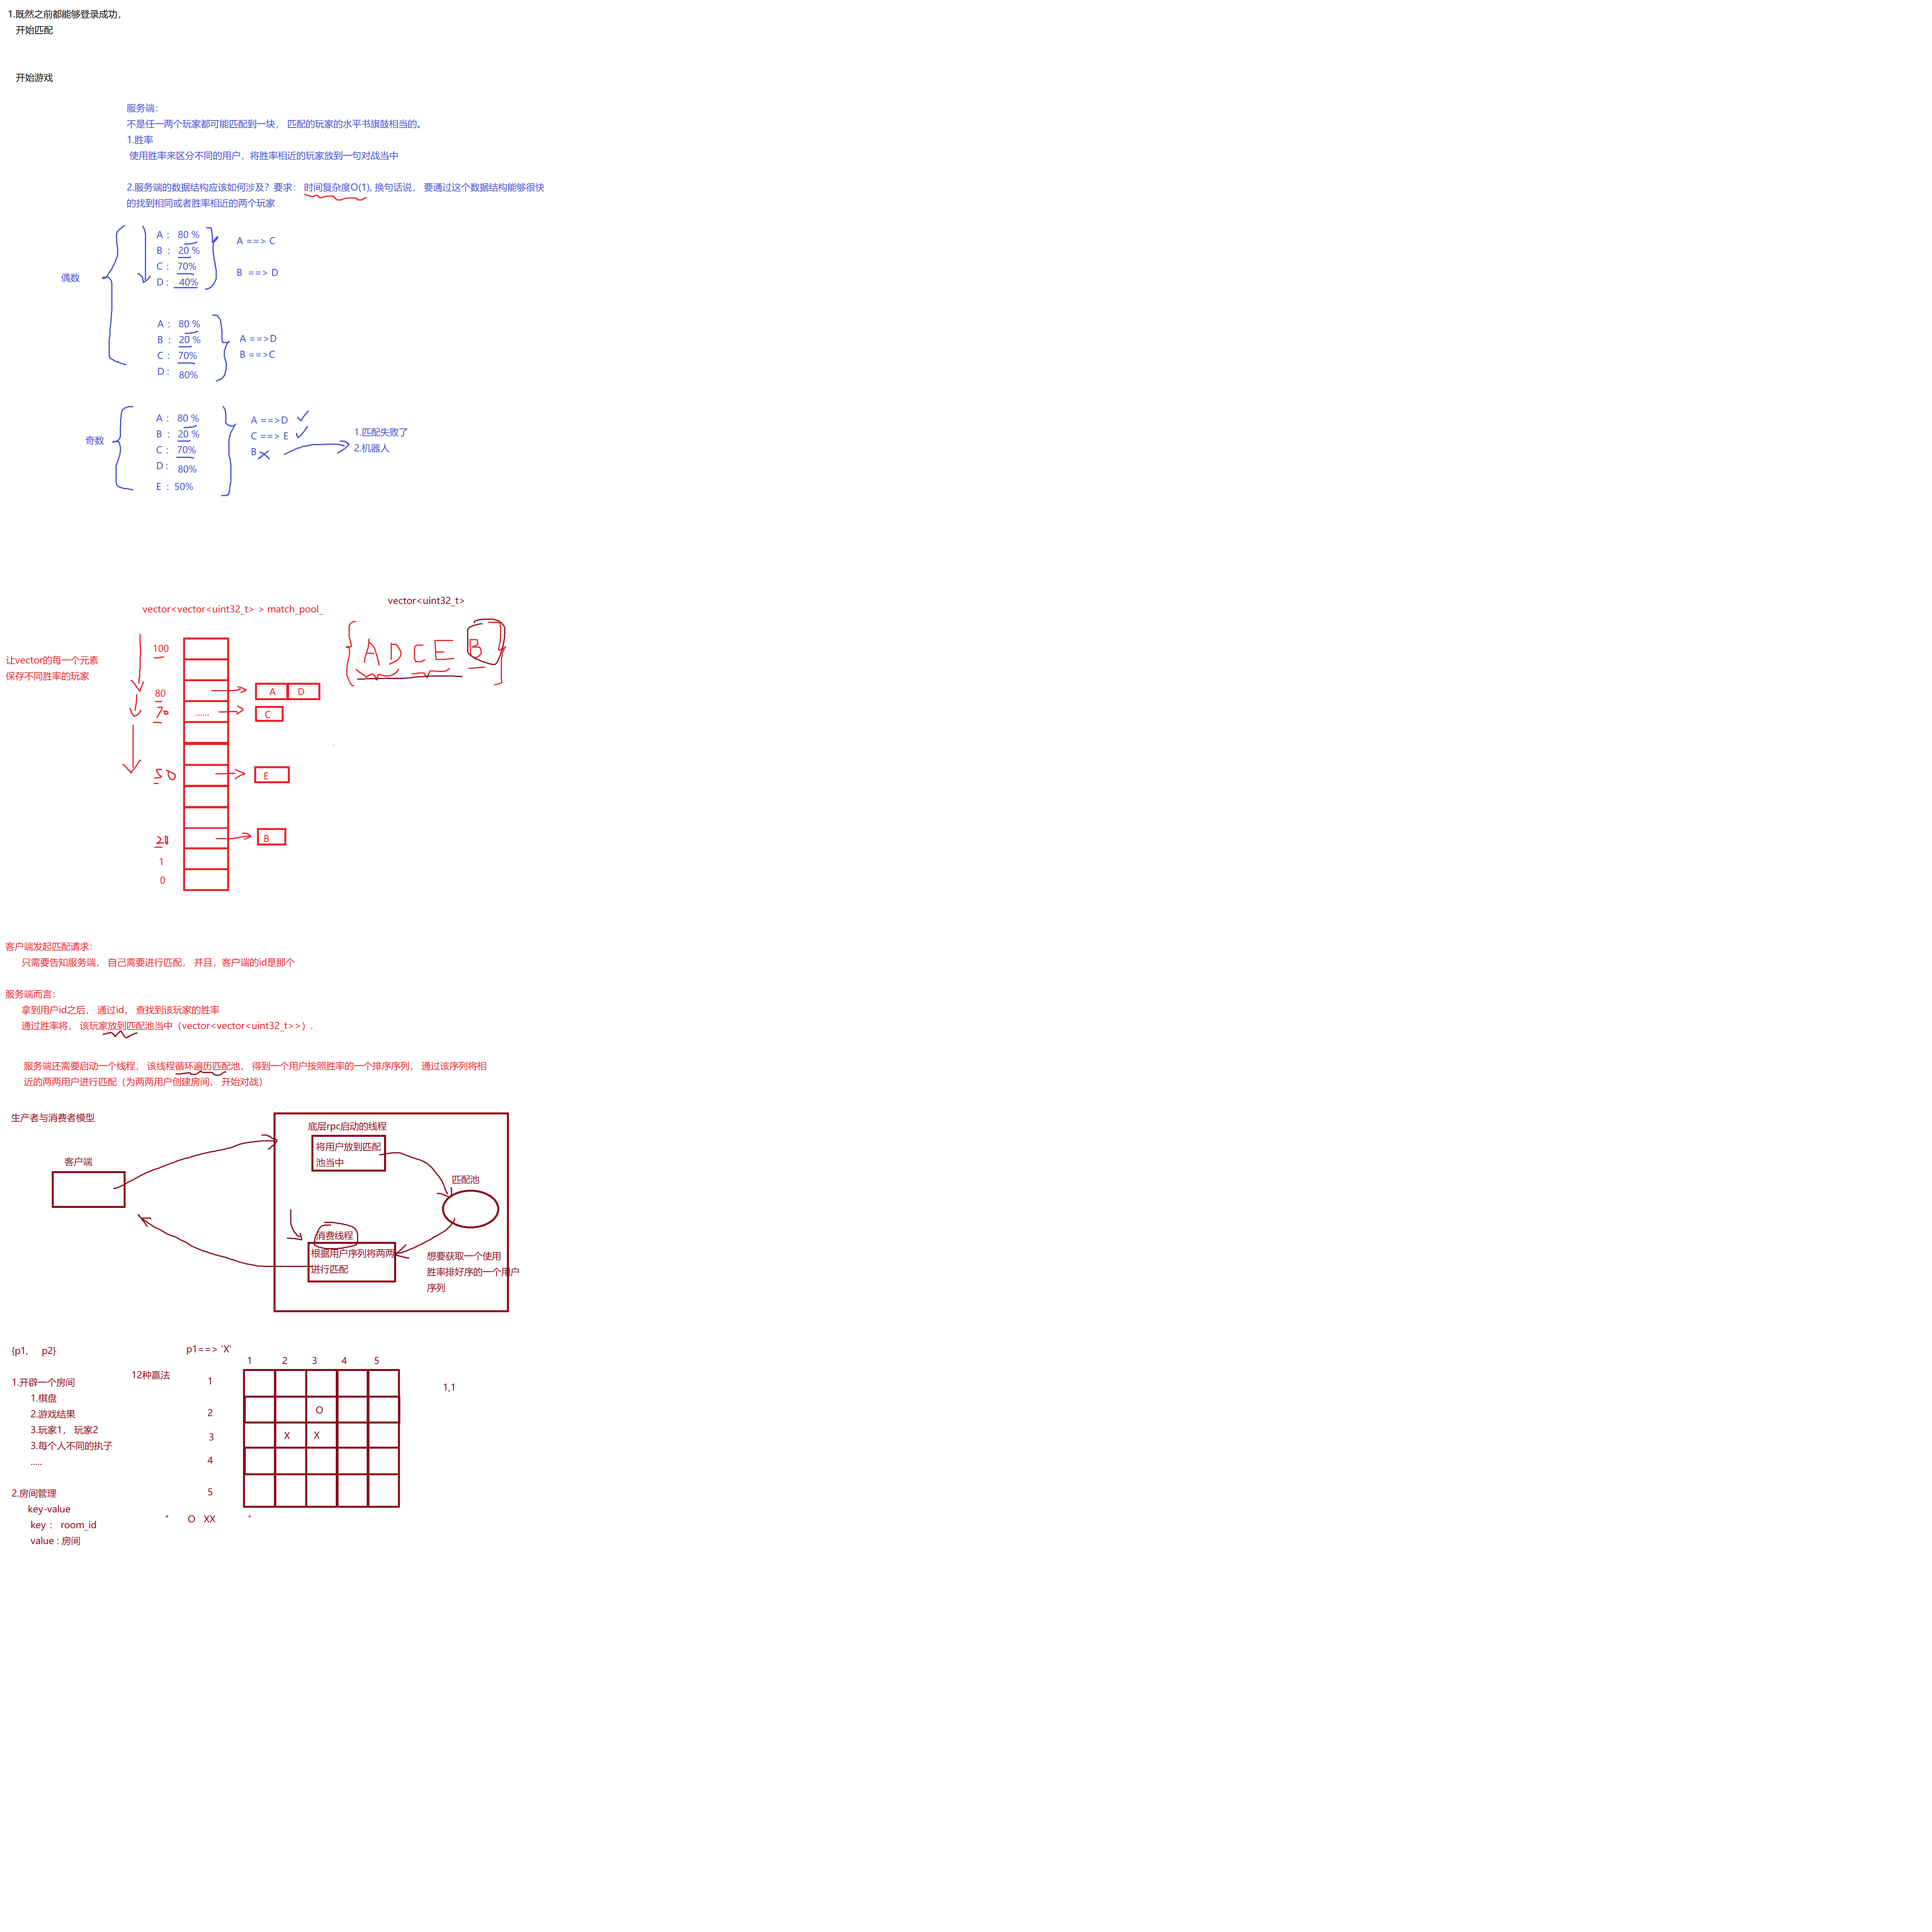 1.既然之前都能够登录成功，
开始匹配
开始游戏
服务端：
不是任一两个玩家都可能匹配到一块， 匹配的玩家的水平书旗鼓相当的。
1.胜率
使用胜率来区分不同的用户，将胜率相近的玩家放到一句对战当中
2.服务端的数据结构应该如何涉及？要求： 时间复杂度O(1), 换句话说， 要通过这个数据结构能够很快
的找到相同或者胜率相近的两个玩家
偶数
A： 80 %
B ： 20 %
C： 70%
D： 40%
A ==> C
B ==> D
A： 80 %
B ： 20 %
C： 70%
D： 80%
A ==>D
B ==>C
奇数
A： 80 %
B ： 20 %
C： 70%
D： 80%
E ：50%
A ==>D
C ==> E
B
1.匹配失败了
2.机器人
vector<vector<uint32_t> > match_pool_
vector<uint32_t>
A D C E B
让vector的每一个元素
保存不同胜率的玩家
100
80
A D
70
......
C
50
E
20
B
1
0
客户端发起匹配请求：
只需要告知服务端， 自己需要进行匹配， 并且，客户端的id是那个
服务端而言：
拿到用户id之后， 通过id， 查找到该玩家的胜率
通过胜率将， 该玩家放到匹配池当中（vector<vector<uint32_t>>）.
服务端还需要启动一个线程， 该线程循环遍历匹配池， 得到一个用户按照胜率的一个排序序列， 通过该序列将相
近的两两用户进行匹配（为两两用户创建房间， 开始对战）
生产者与消费者模型
底层rpc启动的线程
将用户放到匹配
池当中
客户端
匹配池
消费线程
根据用户序列将两两
进行匹配
想要获取一个使用
胜率排好序的一个用户
序列
{p1, p2}
p1==> 'X'
1 2 3 4 5
12种赢法
1
1,1
1.开辟一个房间
1.棋盘
2.游戏结果
3.玩家1， 玩家2
3.每个人不同的执子
.....
2
O
3
X X
4
5
2.房间管理
key-value
key ： room_id
value : 房间
" O XX "